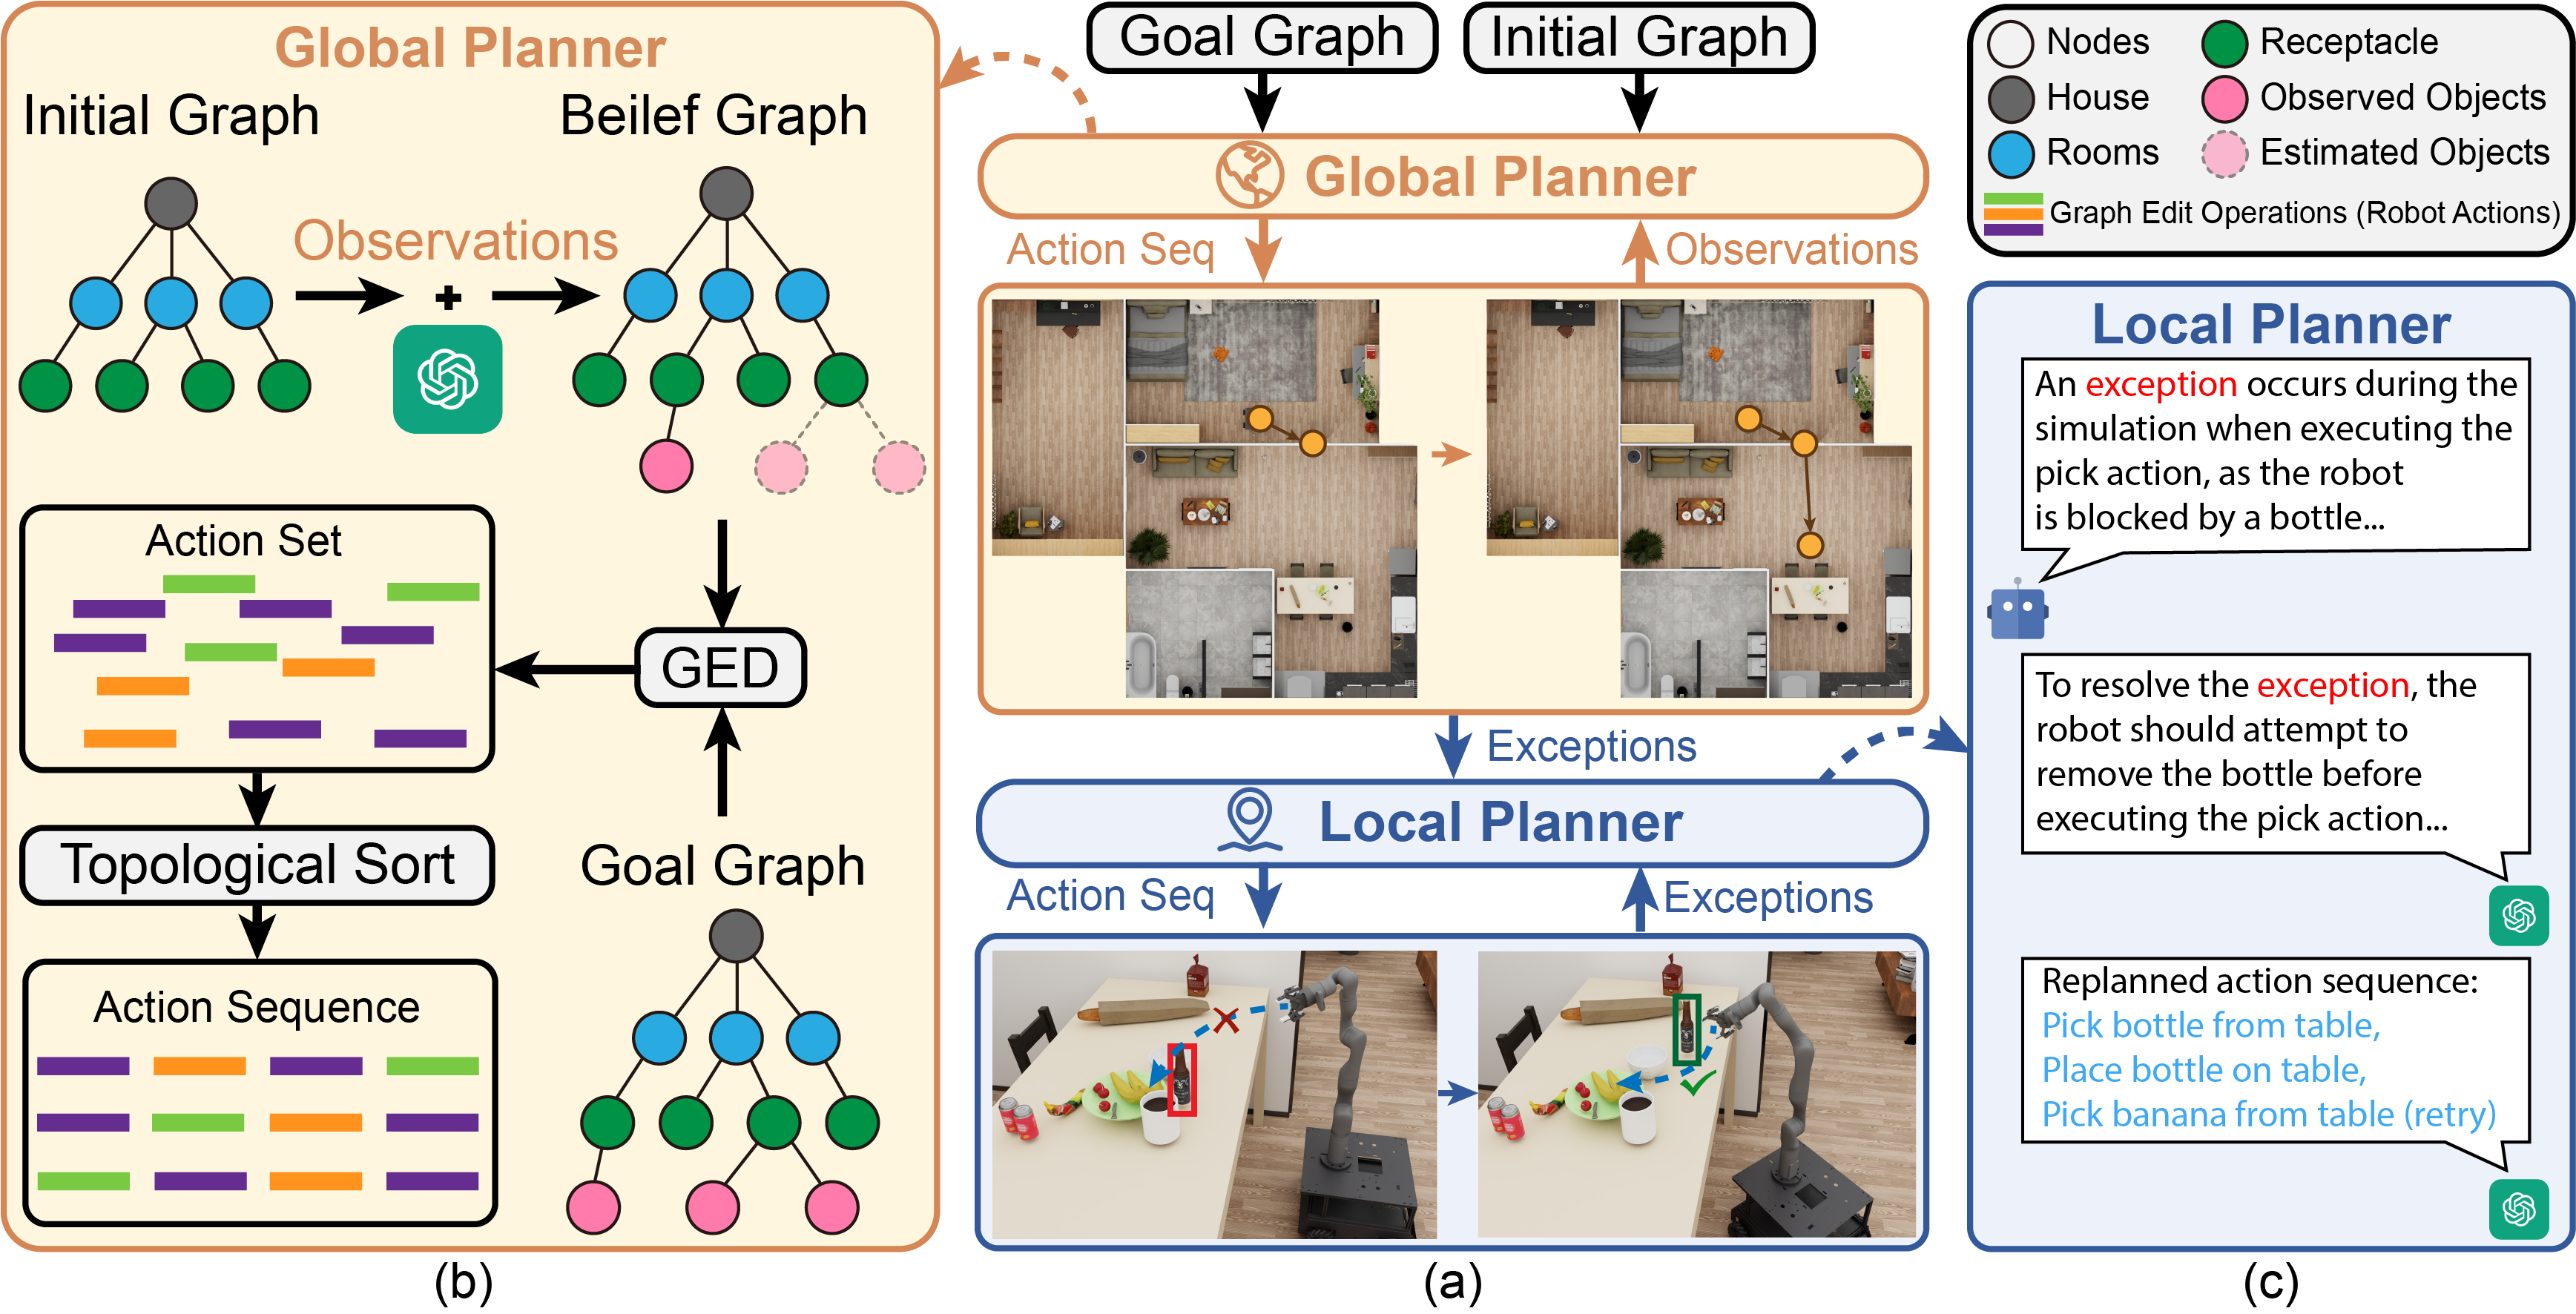 Global Planner
Initial Graph
Beilef Graph
Observations
Action Set
GED
Topological Sort
Goal Graph
Action Sequence
(b)
Goal Graph
Initial Graph
Global Planner
Action Seq
Observations
Exceptions
Local Planner
Action Seq
Exceptions
(a)
Nodes
Receptacle
House
Observed Objects
Rooms
Estimated Objects
Graph Edit Operations (Robot Actions)
Local Planner
An exception occurs during the
simulation when executing the
pick action, as the robot
is blocked by a bottle...
To resolve the exception, the
robot should attempt to
remove the bottle before
executing the pick action...
Replanned action sequence:
Pick bottle from table,
Place bottle on table,
Pick banana from table (retry)
(c)